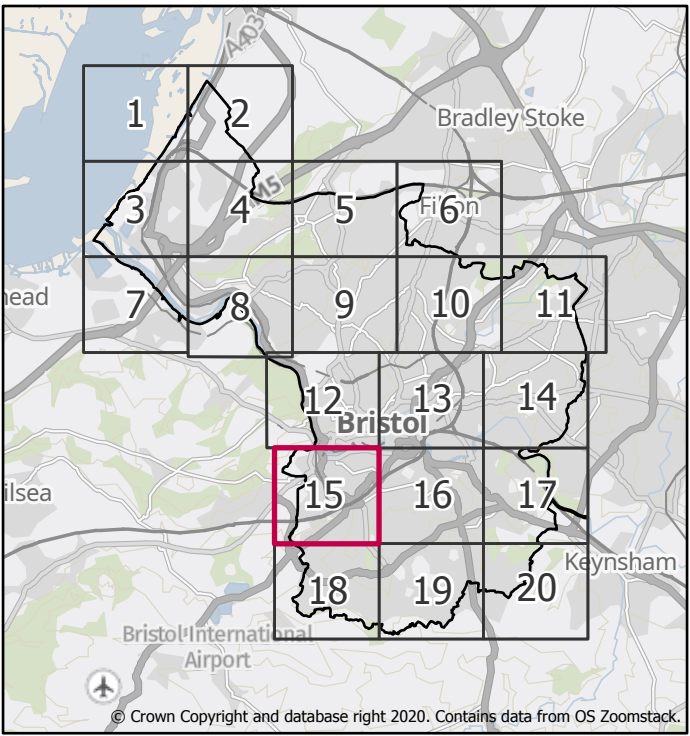 A403
1
2
Bradley Stoke
M5
3
4
5
6
Filton
head
7
8
9
10
11
12
13
14
Bristol
ilsea
15
16
17
Keynsham
18
19
20
Bristol International
Airport
© Crown Copyright and database right 2020. Contains data from OS Zoomstack.